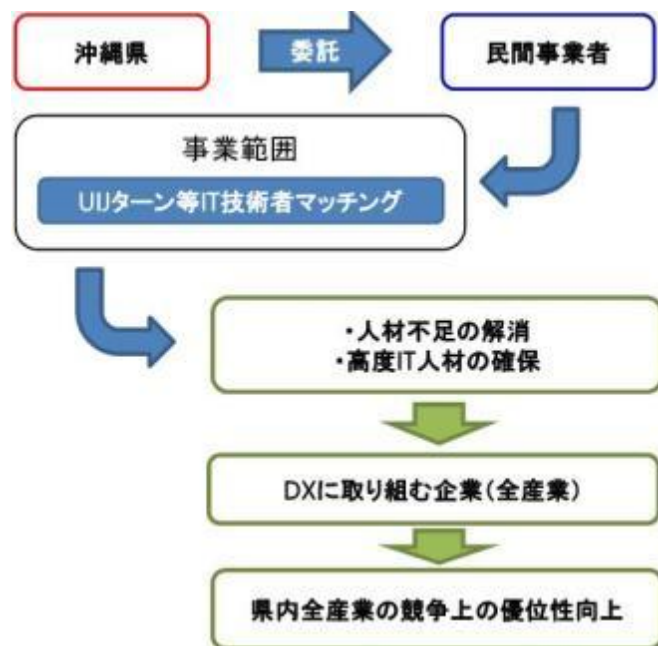 沖縄県
委託
民間事業者
事業範囲
UIJターン等IT技術者マッチング
・人材不足の解消
・高度IT人材の確保
DXに取り組む企業(全産業)
県内全産業の競争上の優位性向上